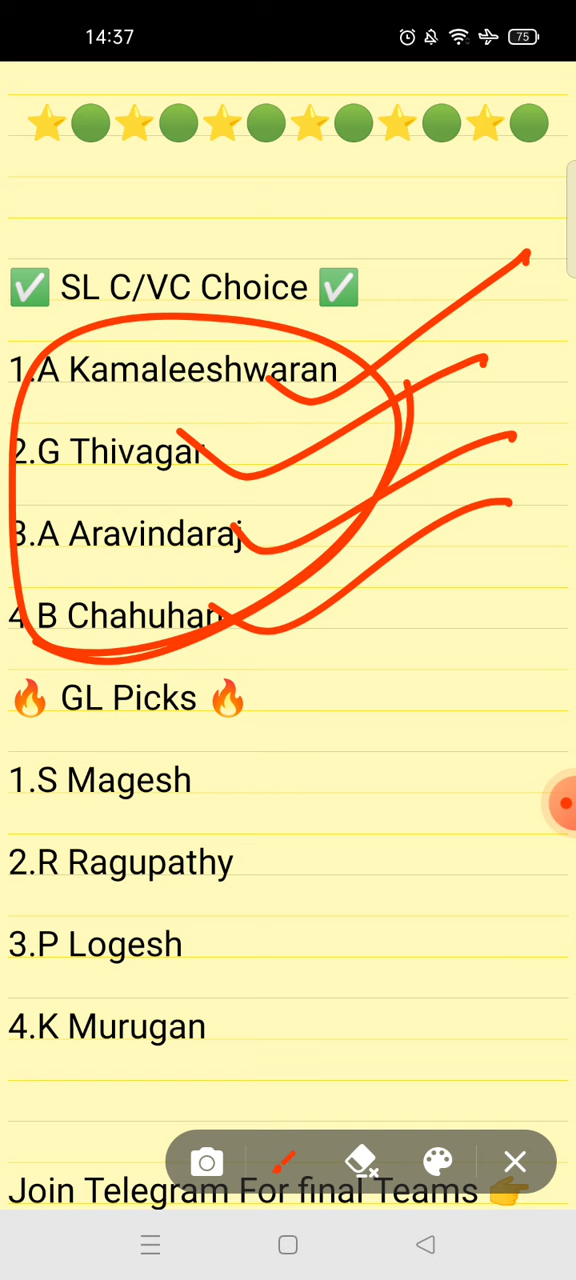 14:37
75
SL C/VC Choice
1.A Kamaleeshwaran
2.G Thivagar
3.A Aravindaraj
4.B Chahuhan
GL Picks
1.S Magesh
2.R Ragupathy
3.P Logesh
4.K Murugan
Join Telegram For final Teams